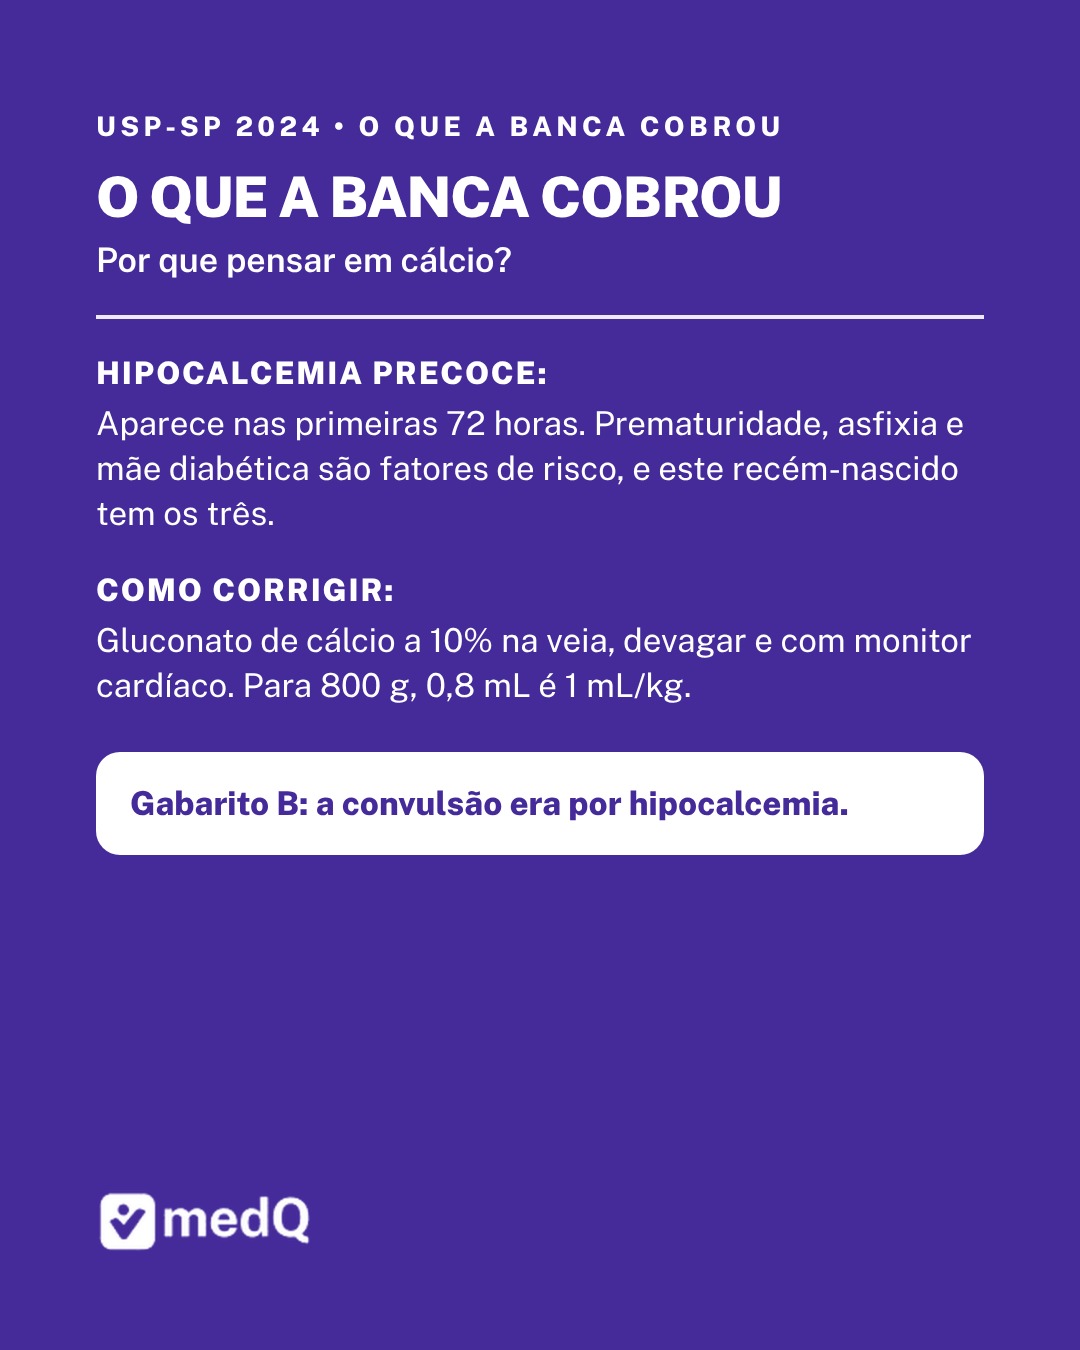 USP-SP 2024 • O QUE A BANCA COBROU
O QUE A BANCA COBROU
Por que pensar em cálcio?
HIPOCALCEMIA PRECOCE:
Aparece nas primeiras 72 horas. Prematuridade, asfixia e
mãe diabética são fatores de risco, e este recém-nascido
tem os três.
COMO CORRIGIR:
Gluconato de cálcio a 10% na veia, devagar e com monitor
cardíaco. Para 800 g, 0,8 mL é 1 mL/kg.
Gabarito B: a convulsão era por hipocalcemia.
medQ